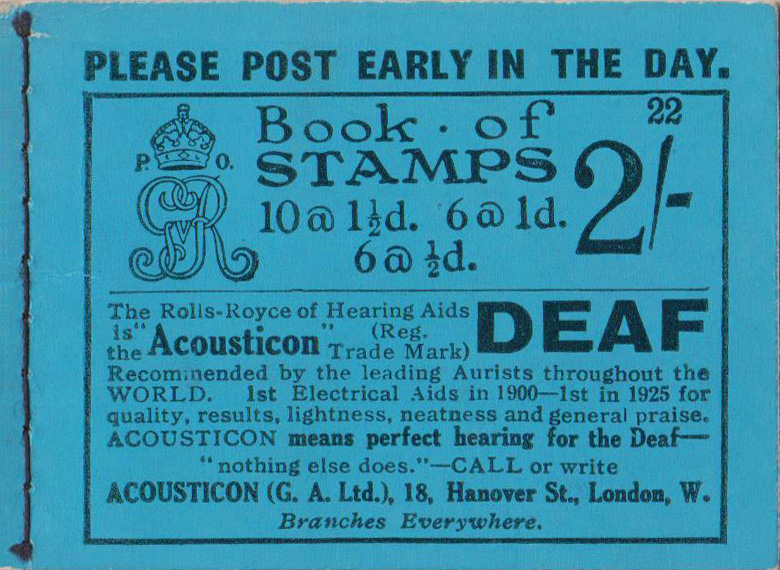 PLEASE POST EARLY IN THE DAY.
22
P. O.
GR
Book · of
STAMPS
2/-
10 @ 1½d. 6 @ 1d.
6 @ ½d.
The Rolls-Royce of Hearing Aids
is "Acousticon" (Reg.
the Trade Mark)
DEAF
Recommended by the leading Aurists throughout the
WORLD. 1st Electrical Aids in 1900—1st in 1925 for
quality, results, lightness, neatness and general praise.
ACOUSTICON means perfect hearing for the Deaf—
"nothing else does."—CALL or write
ACOUSTICON (G. A. Ltd.), 18, Hanover St., London, W.
Branches Everywhere.